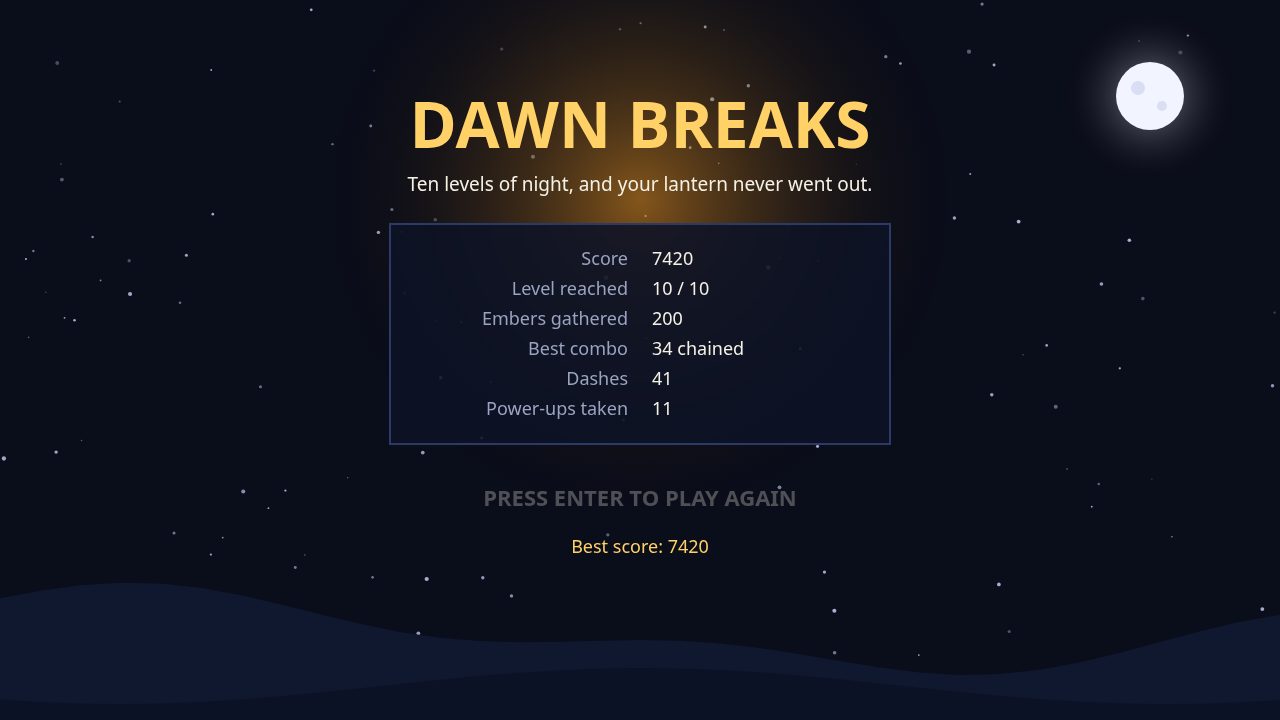 DAWN BREAKS
Ten levels of night, and your lantern never went out.
Score 7420
Level reached 10 / 10
Embers gathered 200
Best combo 34 chained
Dashes 41
Power-ups taken 11
PRESS ENTER TO PLAY AGAIN
Best score: 7420